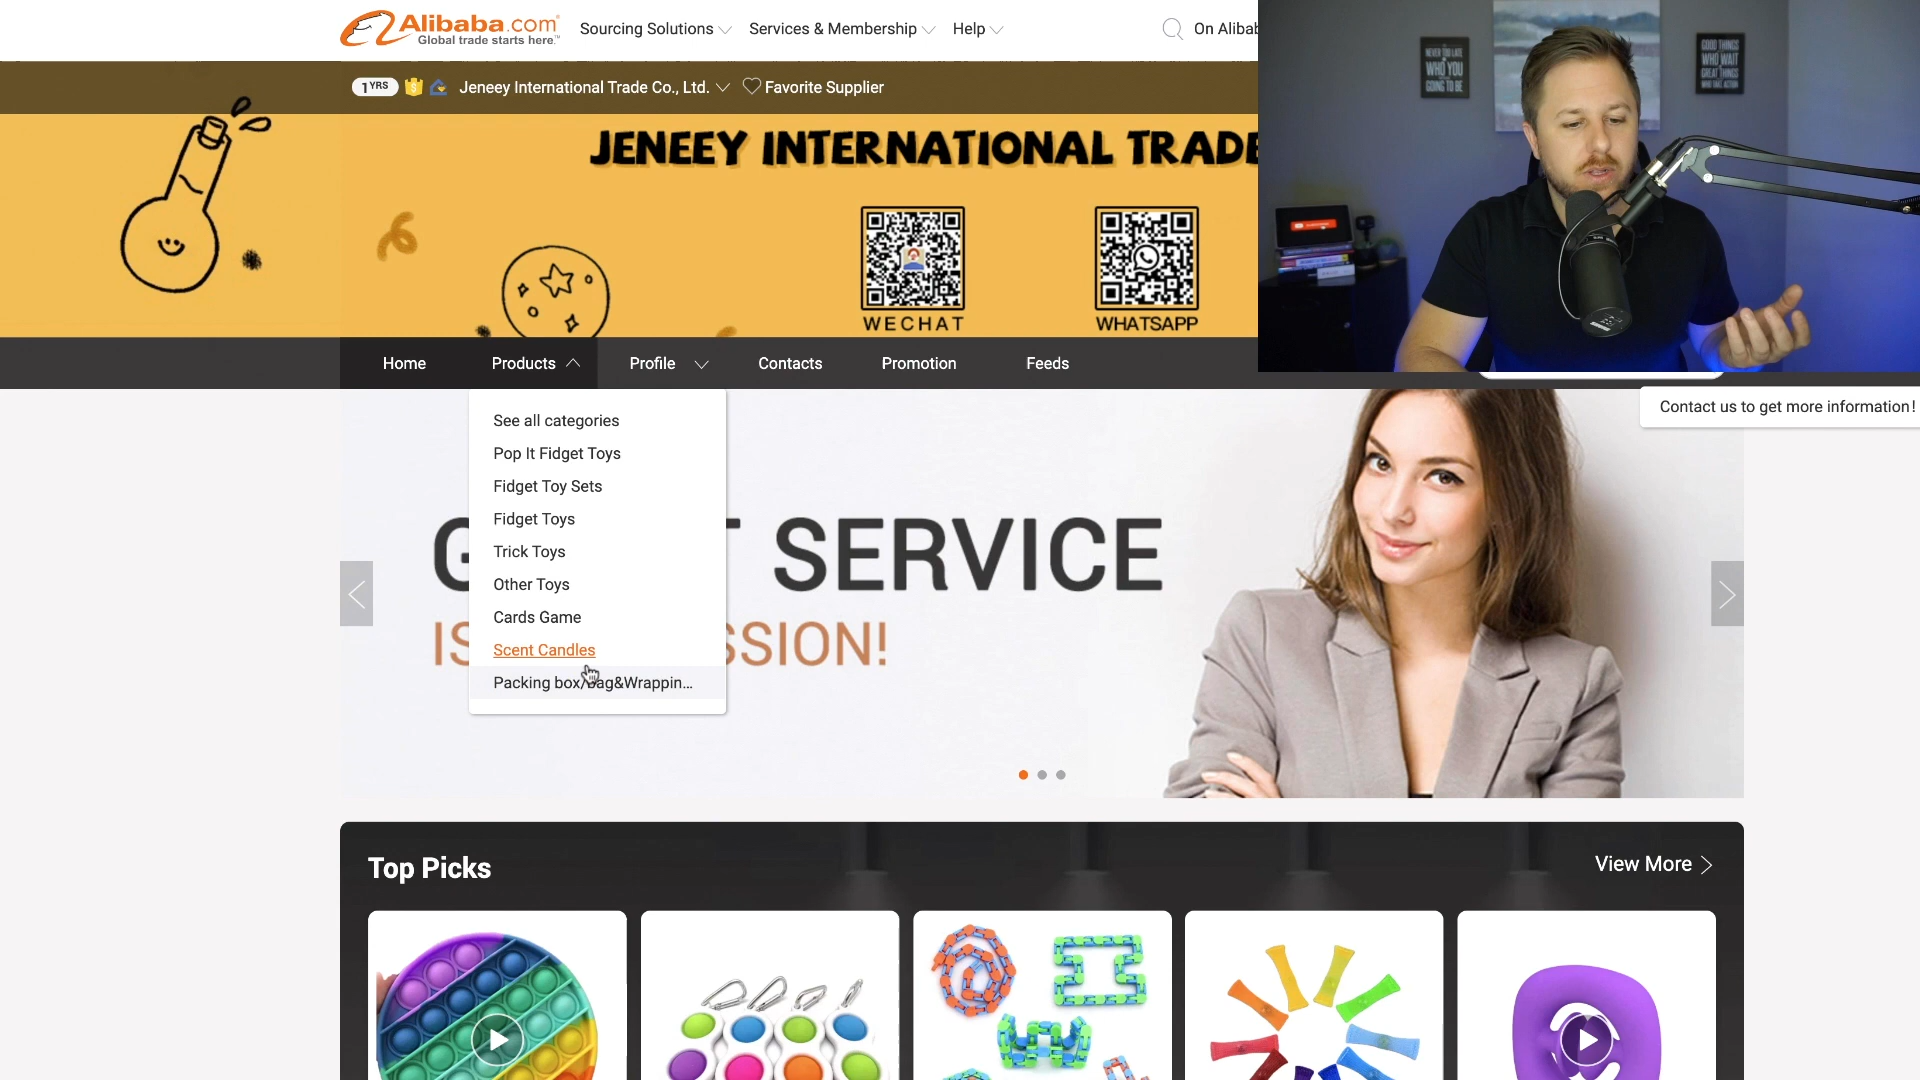 Alibaba.com
Global trade starts here.™
Sourcing Solutions
Services & Membership
Help
On Alibab
1 YRS
Jeneey International Trade Co., Ltd.
Favorite Supplier
JENEEY INTERNATIONAL TRADE
WECHAT
WHATSAPP
NEVER TOO LATE
WHO YOU
GOING TO BE
GOOD THINGS
WHO WAIT
GREAT THINGS
WHO TAKE ACTION
Home
Products
Profile
Contacts
Promotion
Feeds
Contact us to get more information!
See all categories
Pop It Fidget Toys
Fidget Toy Sets
Fidget Toys
Trick Toys
Other Toys
Cards Game
Scent Candles
Packing box/Bag&Wrappin...
SERVICE
SSION!
Top Picks
View More